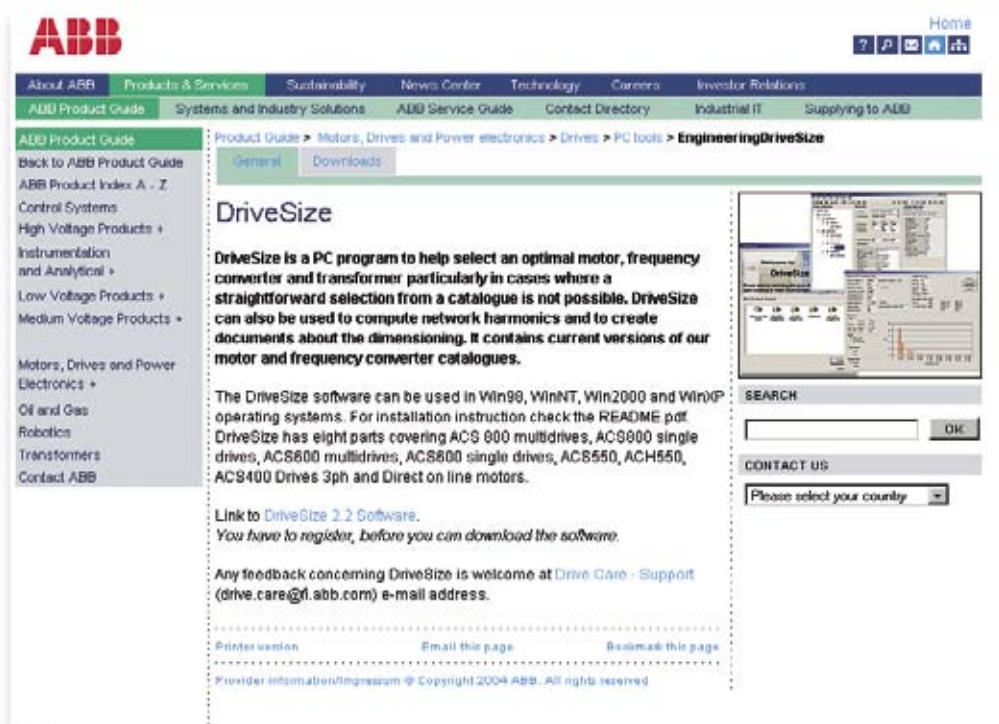 ABB
Home
About ABB Products & Services Sustainability News Center Technology Careers Investor Relations
ABB Product Guide Systems and Industry Solutions ABB Service Guide Contact Directory Industrial IT Supplying to ABB
ABB Product Guide
Back to ABB Product Guide
ABB Product Index A - Z
Control Systems
High Voltage Products +
Instrumentation
and Analytical +
Low Voltage Products +
Medium Voltage Products +
Motors, Drives and Power
Electronics +
Oil and Gas
Robotics
Transformers
Contact ABB
Product Guide > Motors, Drives and Power electronics > Drives > PC tools > EngineeringDriveSize
General Downloads
DriveSize
DriveSize is a PC program to help select an optimal motor, frequency
converter and transformer particularly in cases where a
straightforward selection from a catalogue is not possible. DriveSize
can also be used to compute network harmonics and to create
documents about the dimensioning. It contains current versions of our
motor and frequency converter catalogues.
The DriveSize software can be used in Win98, WinNT, Win2000 and WinXP
operating systems. For installation instruction check the README pdf.
DriveSize has eight parts covering ACS 800 multidrives, ACS800 single
drives, ACS600 multidrives, ACS600 single drives, ACS550, ACH550,
ACS400 Drives 3ph and Direct on line motors.
Link to DriveSize 2.2 Software.
You have to register, before you can download the software.
Any feedback concerning DriveSize is welcome at Drive Care - Support
(drive.care@fi.abb.com) e-mail address.
Printer version Email this page Bookmark this page
Provider information/Impressum © Copyright 2004 ABB. All rights reserved
DriveSize
SEARCH
OK
CONTACT US
Please select your country